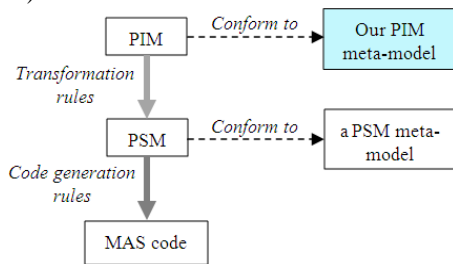 )
PIM
Conform to
Our PIM
meta-model
Transformation
rules
PSM
Conform to
a PSM meta-
model
Code generation
rules
MAS code